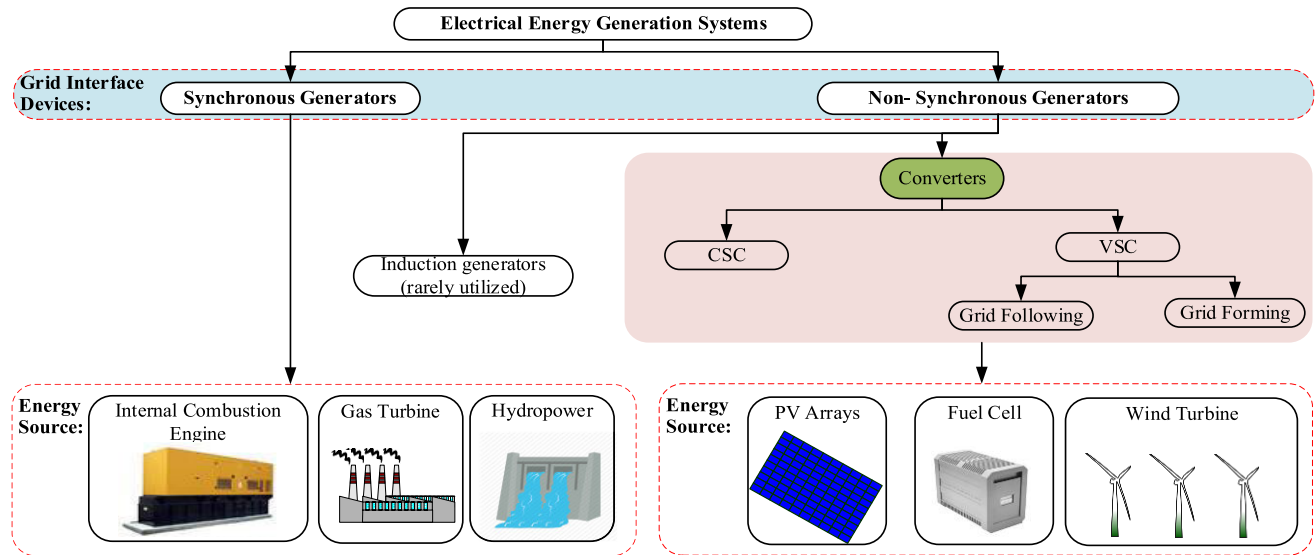 Electrical Energy Generation Systems
Grid Interface
Devices:
Synchronous Generators
Non- Synchronous Generators
Converters
CSC
VSC
Induction generators
(rarely utilized)
Grid Following
Grid Forming
Energy
Source:
Internal Combustion
Engine
Gas Turbine
Hydropower
Energy
Source:
PV Arrays
Fuel Cell
Wind Turbine